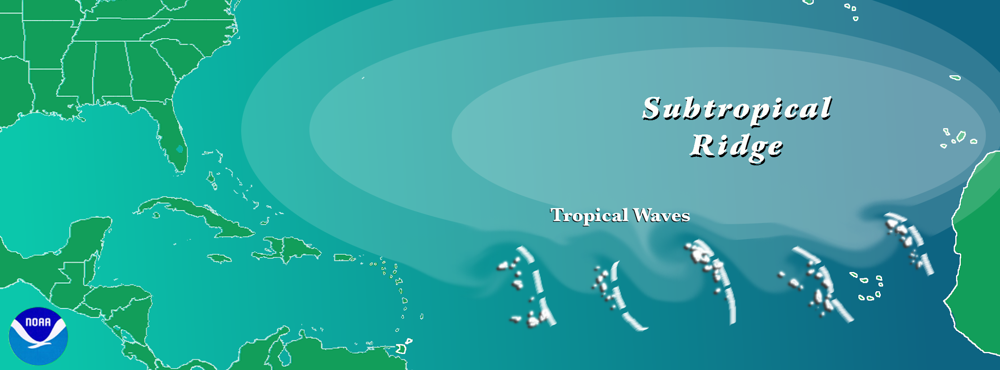 Subtropical
Ridge
Tropical Waves
NOAA